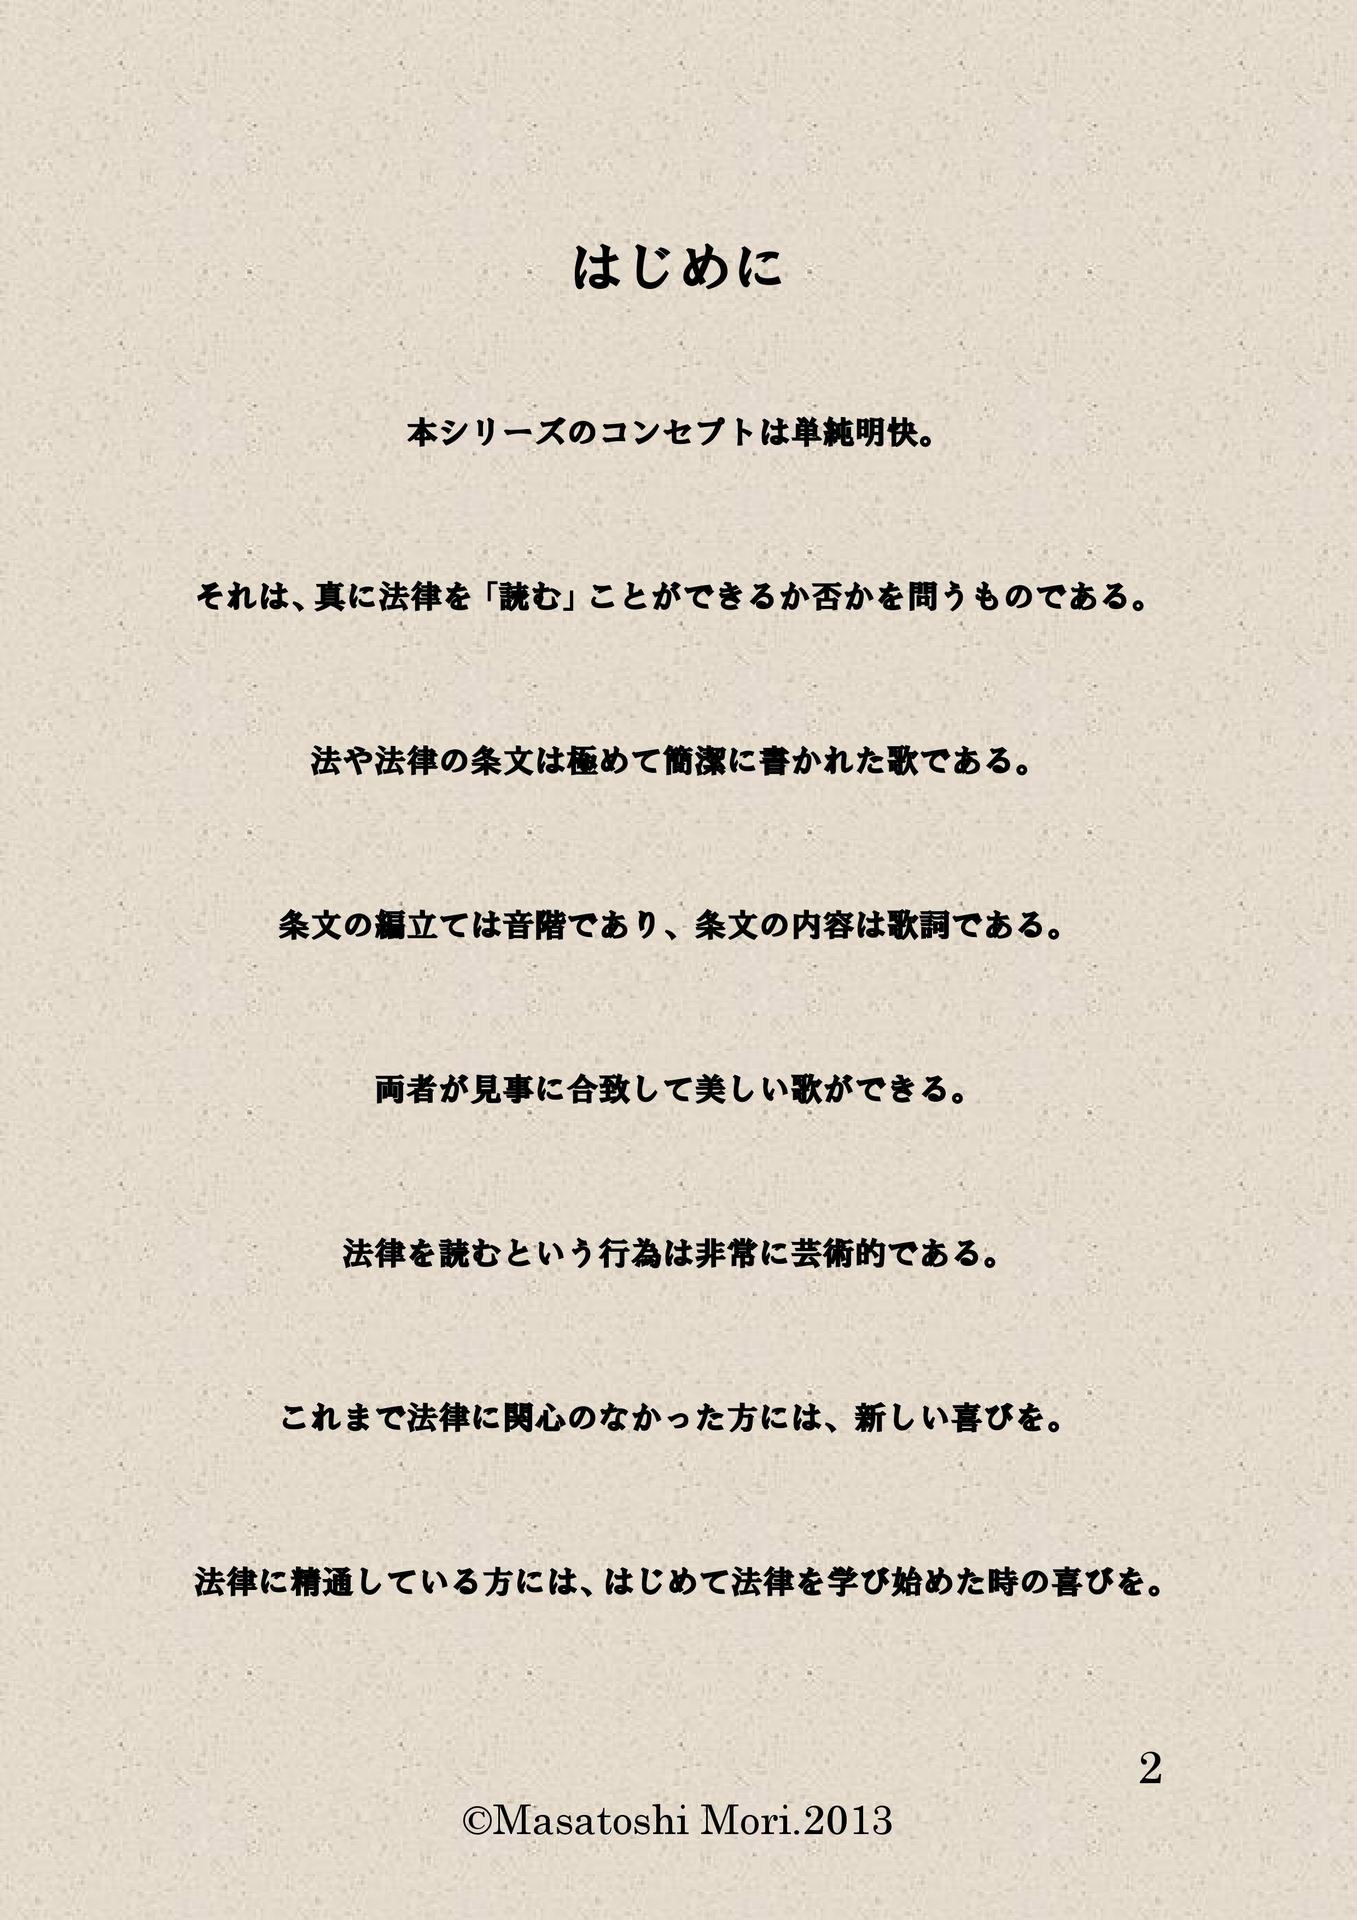 はじめに
本シリーズのコンセプトは単純明快。
それは、真に法律を「読む」ことができるか否かを問うものである。
法や法律の条文は極めて簡潔に書かれた歌である。
条文の編立ては音階であり、条文の内容は歌詞である。
両者が見事に合致して美しい歌ができる。
法律を読むという行為は非常に芸術的である。
これまで法律に関心のなかった方には、新しい喜びを。
法律に精通している方には、はじめて法律を学び始めた時の喜びを。
2
©Masatoshi Mori.2013